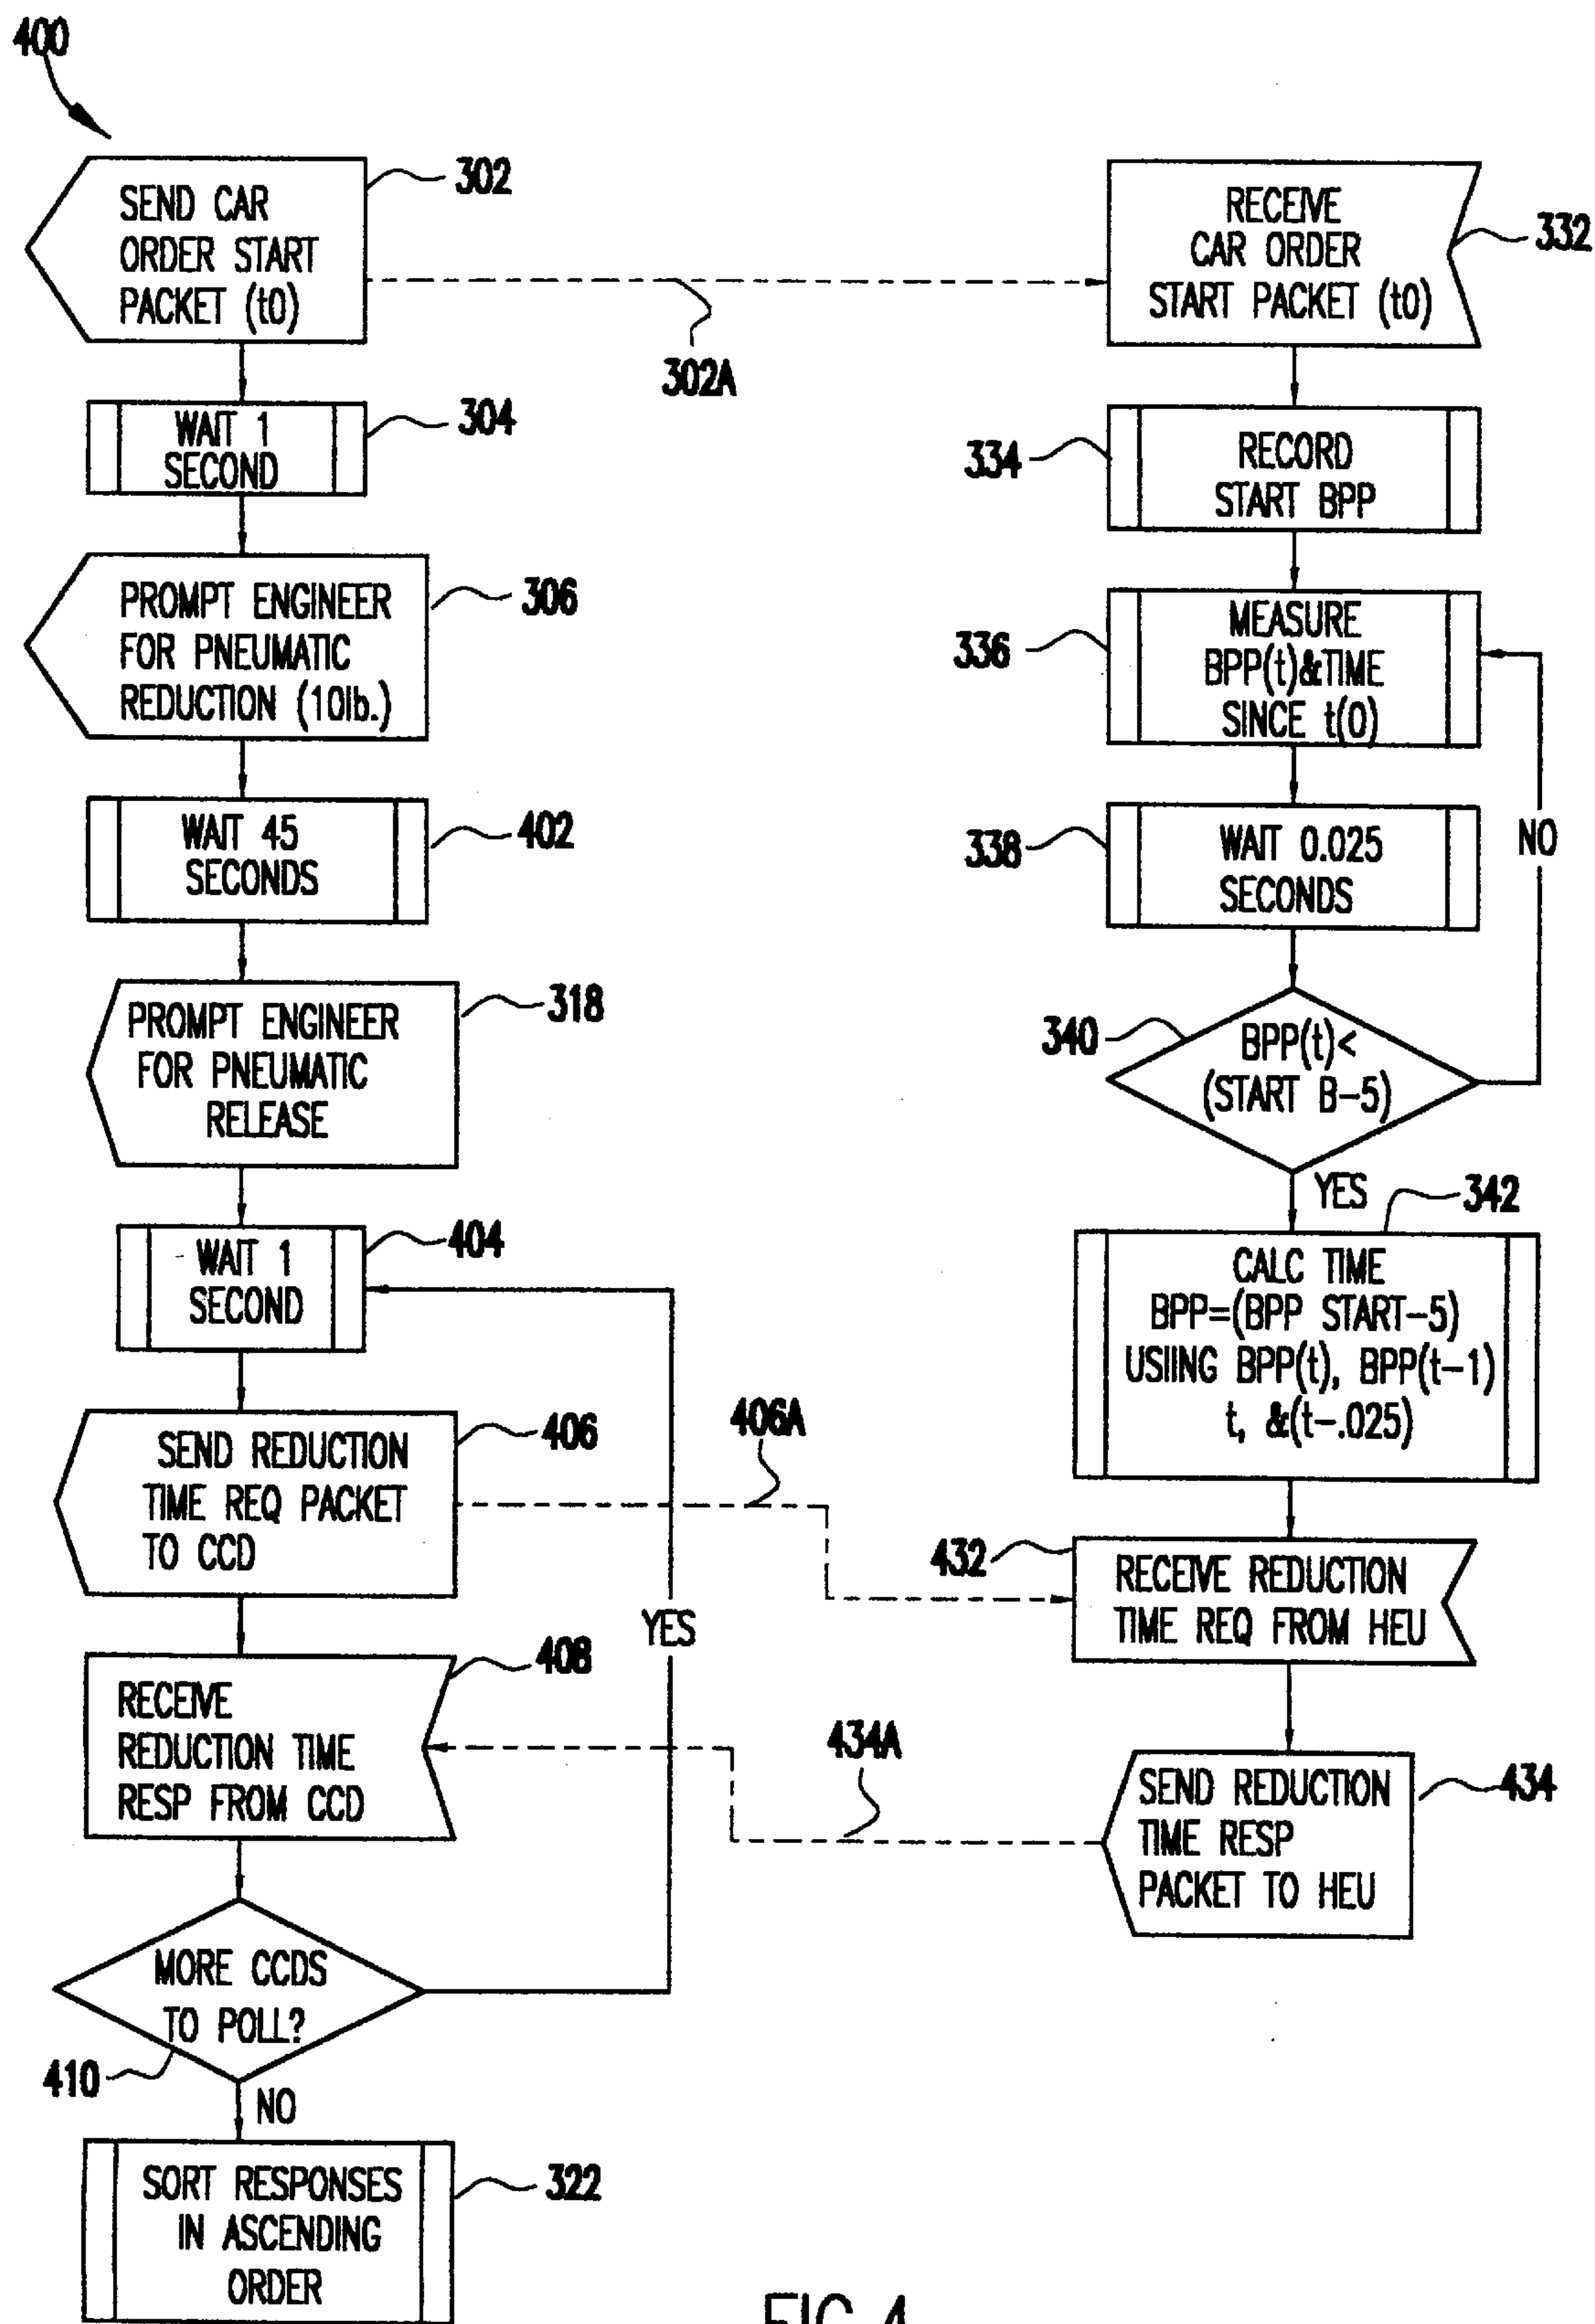 400
SEND CAR
ORDER START
PACKET (t0)
302
302A
WAIT 1
SECOND
304
PROMPT ENGINEER
FOR PNEUMATIC
REDUCTION (10lb.)
306
WAIT 45
SECONDS
402
PROMPT ENGINEER
FOR PNEUMATIC
RELEASE
318
WAIT 1
SECOND
404
SEND REDUCTION
TIME REQ PACKET
TO CCD
406
406A
YES
RECEIVE
REDUCTION TIME
RESP FROM CCD
408
434A
MORE CCDS
TO POLL?
410
NO
SORT RESPONSES
IN ASCENDING
ORDER
322
RECEIVE
CAR ORDER
START PACKET (t0)
332
334
RECORD
START BPP
336
MEASURE
BPP(t)&TIME
SINCE t(0)
338
WAIT 0.025
SECONDS
NO
340
BPP(t)<
(START B-5)
YES
342
CALC TIME
BPP=(BPP START-5)
USIING BPP(t), BPP(t-1)
t, &(t-.025)
432
RECEIVE REDUCTION
TIME REQ FROM HEU
SEND REDUCTION
TIME RESP
PACKET TO HEU
434
FIG.4